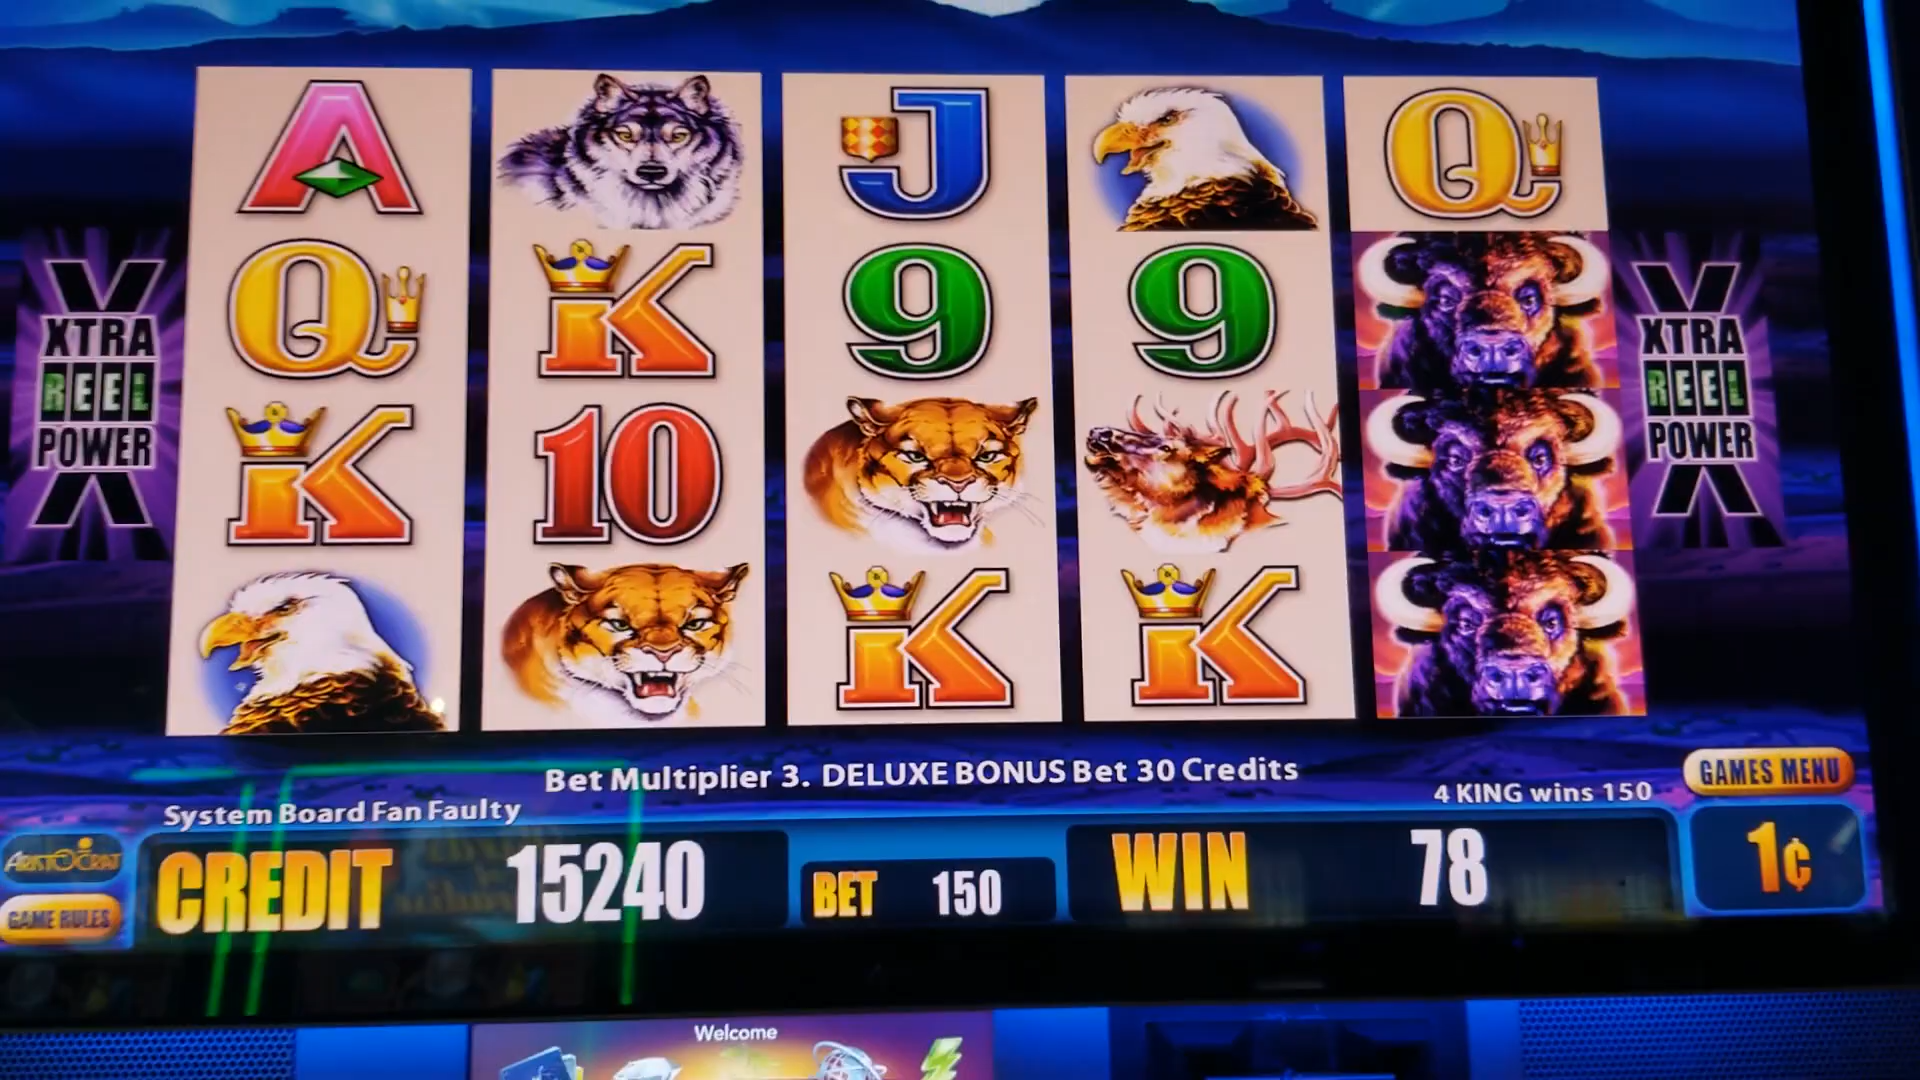 A
J
Q
Q
K
9
9
K
10
K
K
XTRA
REEL
POWER
XTRA
REEL
POWER
Bet Multiplier 3. DELUXE BONUS Bet 30 Credits
System Board Fan Faulty
4 KING wins 150
GAMES MENU
ARISTOCRAT
GAME RULES
CREDIT 15240
BET 150
WIN 78
1¢
Welcome